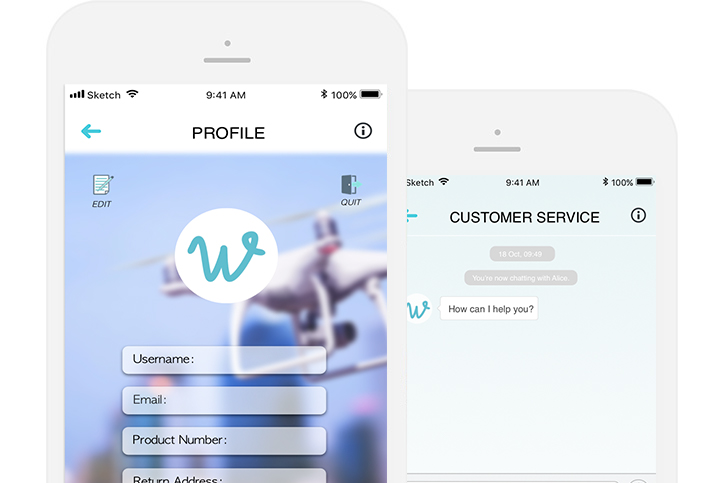 Sketch 9:41 AM 100%
PROFILE
EDIT
QUIT
w
Username:
Email:
Product Number:
Return Address:
Sketch 9:41 AM 100%
CUSTOMER SERVICE
18 Oct, 09:49
You're now chatting with Alice.
w
How can I help you?